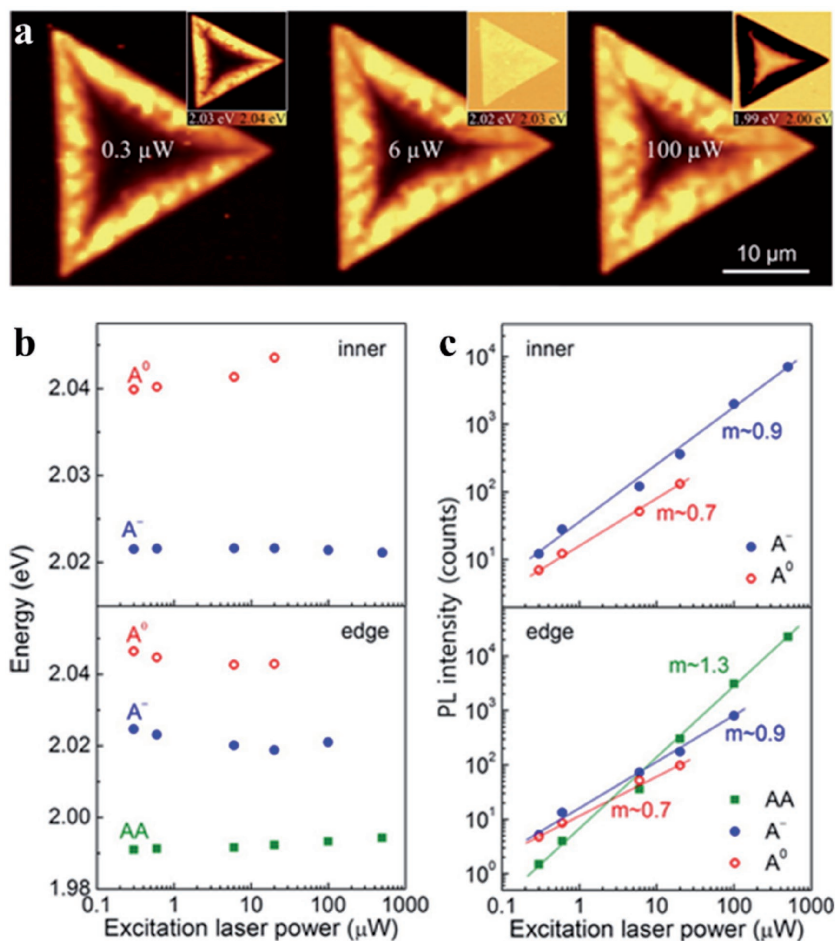 a
0.3 μW
2.03 eV 2.04 eV
6 μW
2.02 eV 2.03 eV
100 μW
1.99 eV 2.00 eV
10 μm
b
inner
A⁰
A⁻
2.04
2.03
2.02
edge
A⁰
A⁻
AA
2.04
2.02
2.00
1.98
Energy (eV)
0.1 1 10 100 1000
Excitation laser power (μW)
c
inner
10⁴
10³
10²
10¹
m~0.9
m~0.7
A⁻
A⁰
edge
10⁴
10³
10²
10¹
10⁰
m~1.3
m~0.9
m~0.7
AA
A⁻
A⁰
PL intensity (counts)
0.1 1 10 100 1000
Excitation laser power (μW)